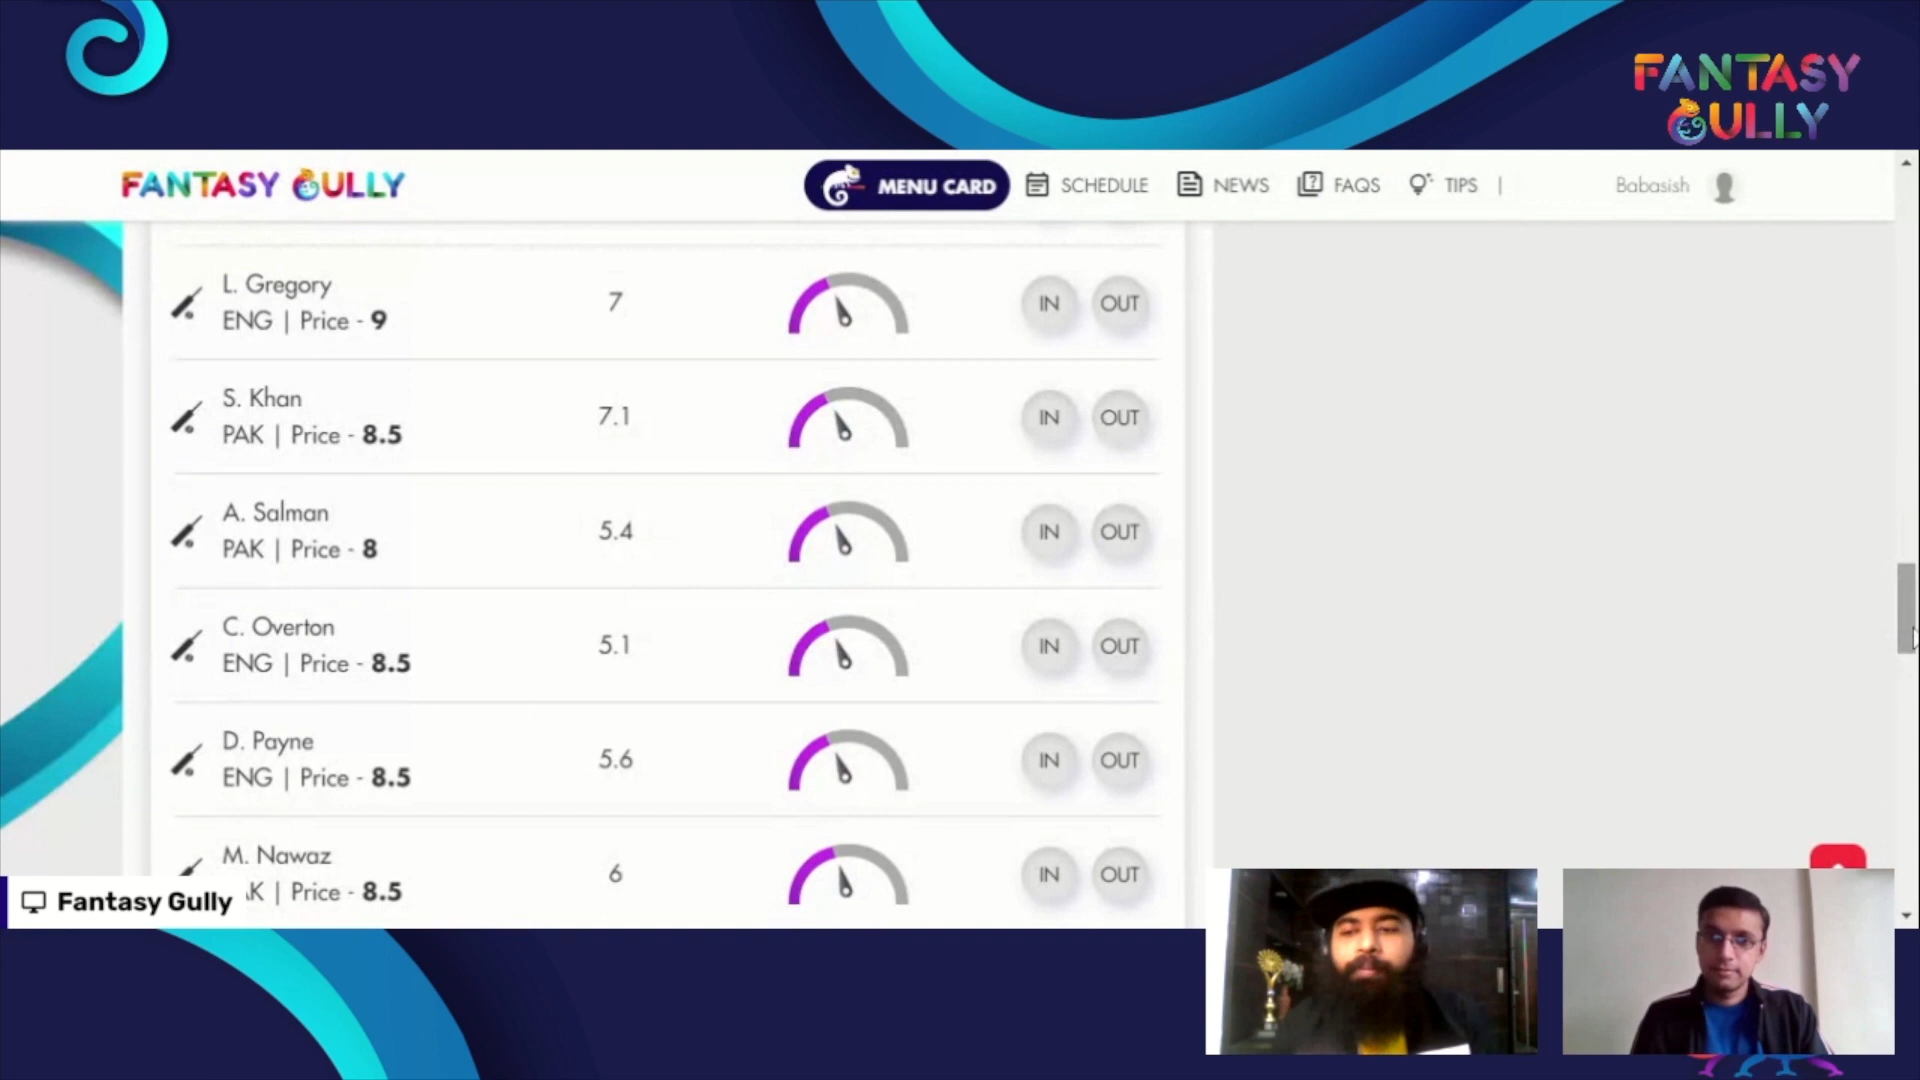 FANTASY
GULLY
FANTASY GULLY
MENU CARD
SCHEDULE
NEWS
FAQS
TIPS |
Babasish
L. Gregory
ENG | Price - 9
7
IN
OUT
S. Khan
PAK | Price - 8.5
7.1
IN
OUT
A. Salman
PAK | Price - 8
5.4
IN
OUT
C. Overton
ENG | Price - 8.5
5.1
IN
OUT
D. Payne
ENG | Price - 8.5
5.6
IN
OUT
M. Nawaz
AK | Price - 8.5
6
IN
OUT
Fantasy Gully